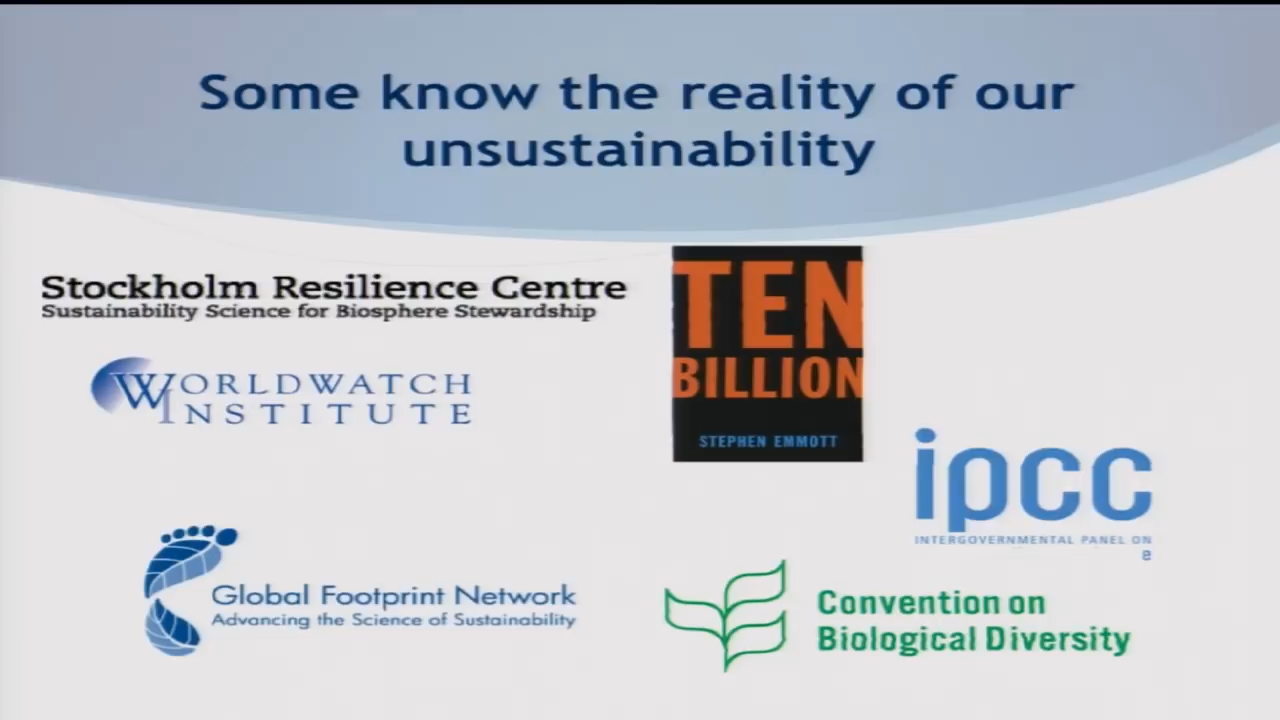 Some know the reality of our
unsustainability
Stockholm Resilience Centre
Sustainability Science for Biosphere Stewardship
WORLDWATCH
INSTITUTE
TEN
BILLION
STEPHEN EMMOTT
ipcc
INTERGOVERNMENTAL PANEL ON
e
Global Footprint Network
Advancing the Science of Sustainability
Convention on
Biological Diversity